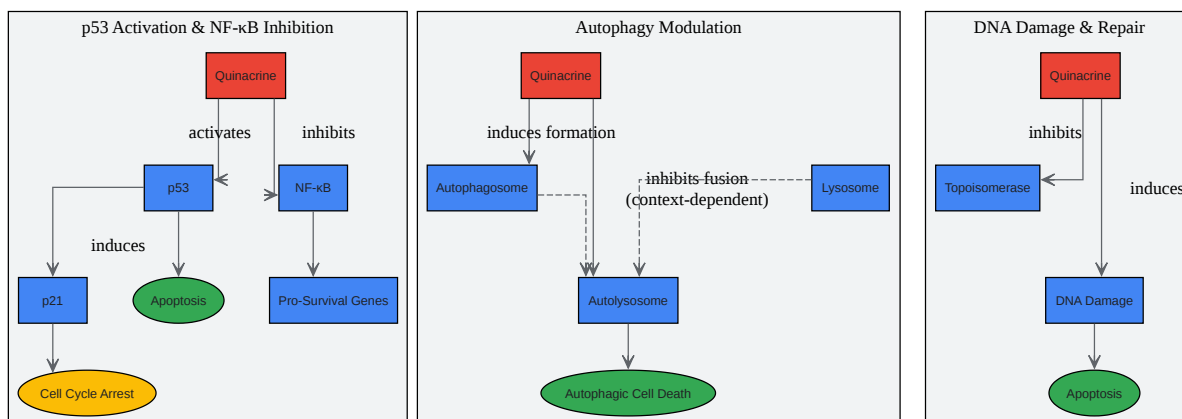 p53 Activation & NF-κB Inhibition
Quinacrine
activates
inhibits
p53
NF-κB
induces
p21
Apoptosis
Pro-Survival Genes
Cell Cycle Arrest
Autophagy Modulation
Quinacrine
induces formation
Autophagosome
inhibits fusion
(context-dependent)
Lysosome
Autolysosome
Autophagic Cell Death
DNA Damage & Repair
Quinacrine
inhibits
Topoisomerase
induces
DNA Damage
Apoptosis